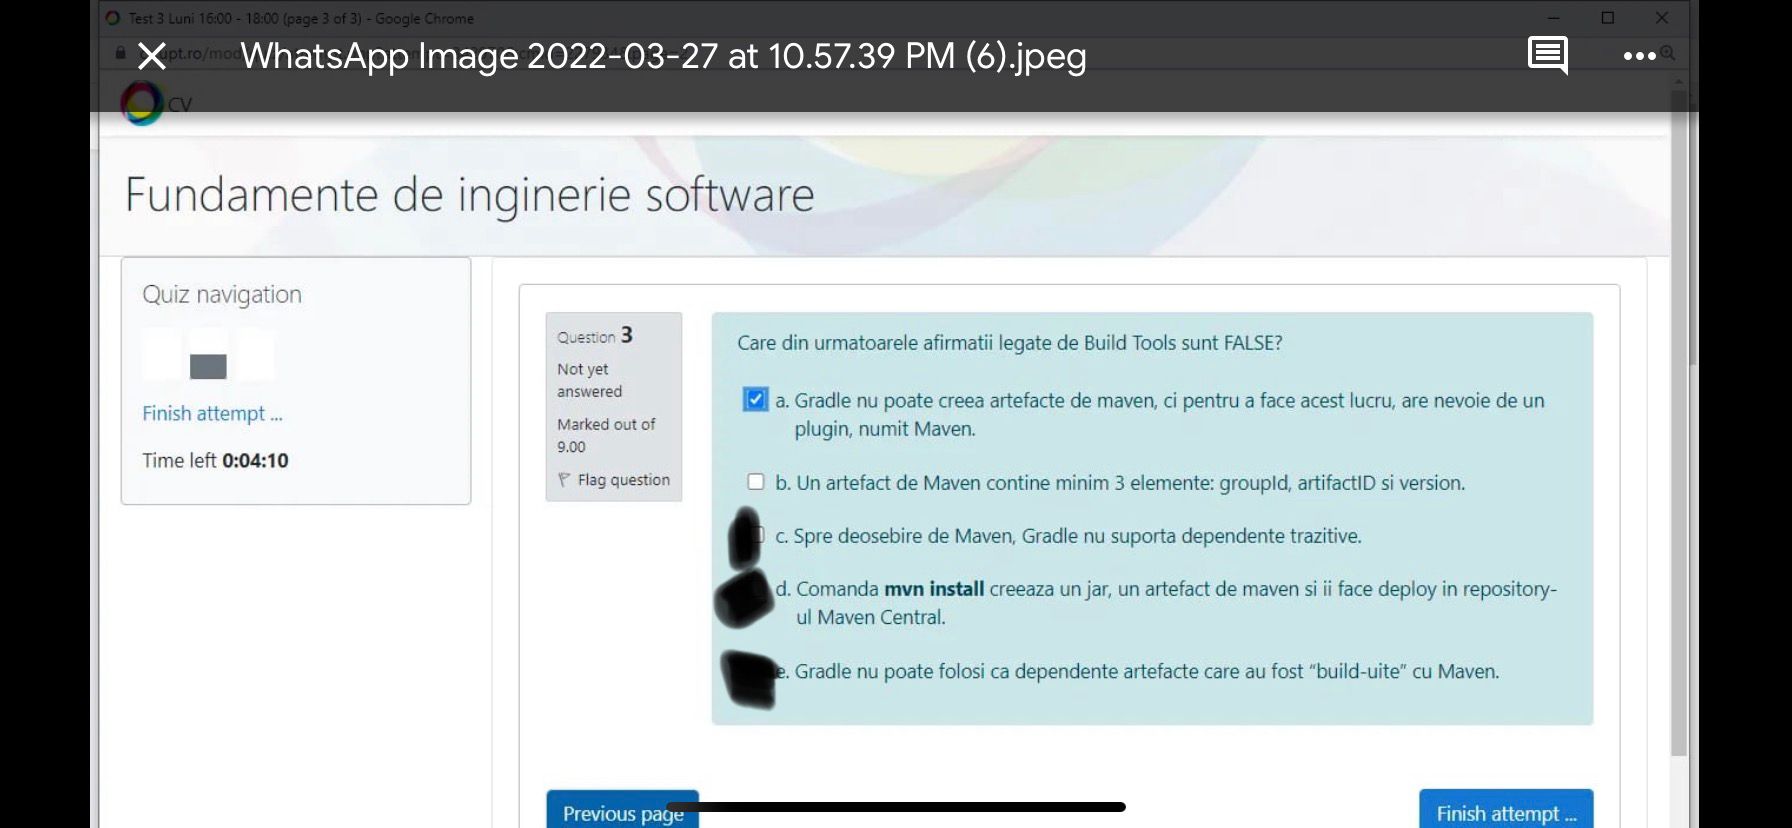 Test 3 Luni 16:00 - 18:00 (page 3 of 3) - Google Chrome
WhatsApp Image 2022-03-27 at 10.57.39 PM (6).jpeg
CV
Fundamente de inginerie software
Quiz navigation
Finish attempt ...
Time left 0:04:10
Question 3
Not yet
answered
Marked out of
9.00
Flag question
Care din urmatoarele afirmatii legate de Build Tools sunt FALSE?
a. Gradle nu poate creea artefacte de maven, ci pentru a face acest lucru, are nevoie de un
plugin, numit Maven.
b. Un artefact de Maven contine minim 3 elemente: groupId, artifactID si version.
c. Spre deosebire de Maven, Gradle nu suporta dependente trazitive.
d. Comanda mvn install creeaza un jar, un artefact de maven si ii face deploy in repository-
ul Maven Central.
e. Gradle nu poate folosi ca dependente artefacte care au fost “build-uite” cu Maven.
Previous page
Finish attempt ...